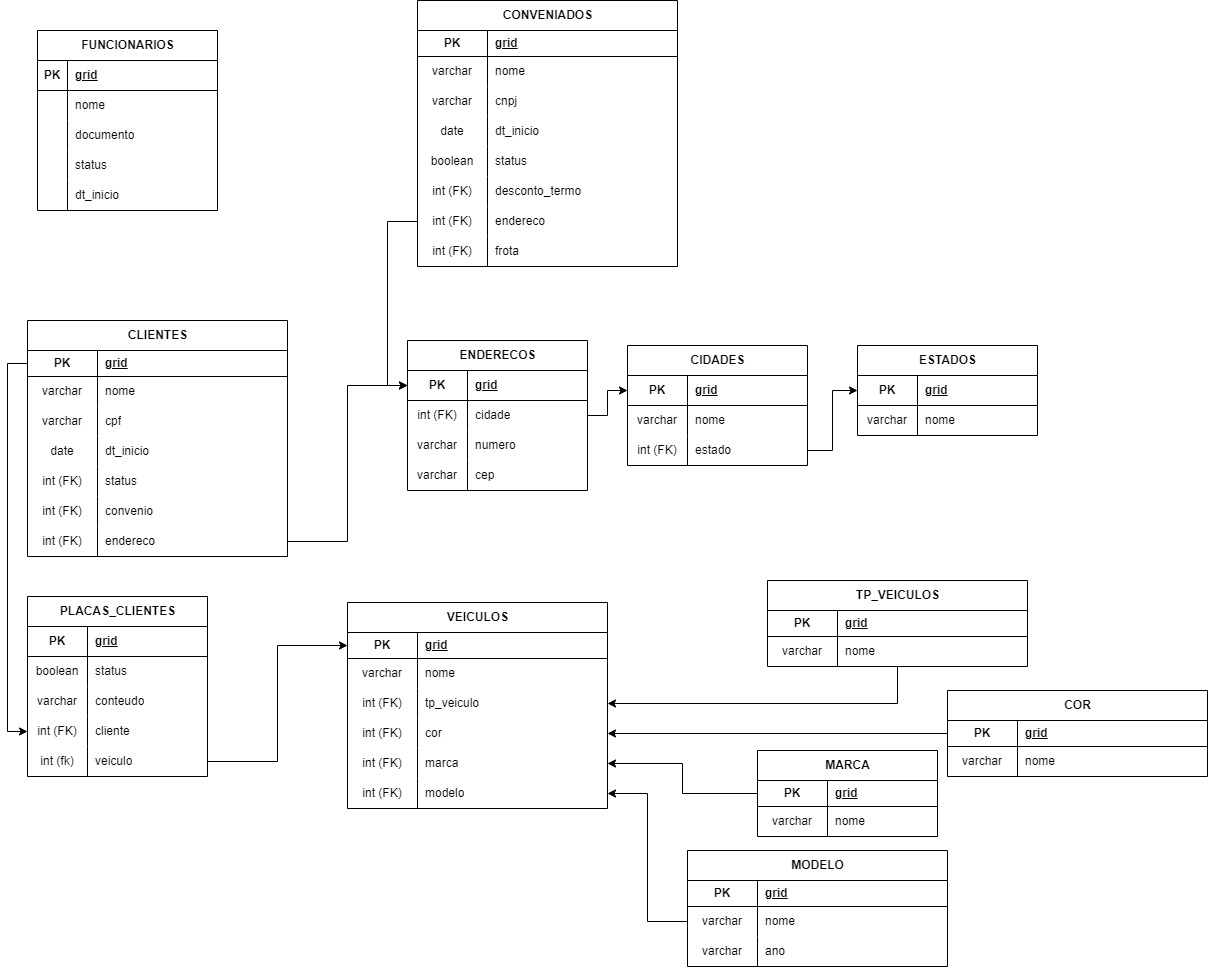 FUNCIONARIOS
PK grid
nome
documento
status
dt_inicio
CONVENIADOS
PK grid
varchar nome
varchar cnpj
date dt_inicio
boolean status
int (FK) desconto_termo
int (FK) endereco
int (FK) frota
CLIENTES
PK grid
varchar nome
varchar cpf
date dt_inicio
int (FK) status
int (FK) convenio
int (FK) endereco
ENDERECOS
PK grid
int (FK) cidade
varchar numero
varchar cep
CIDADES
PK grid
varchar nome
int (FK) estado
ESTADOS
PK grid
varchar nome
PLACAS_CLIENTES
PK grid
boolean status
varchar conteudo
int (FK) cliente
int (fk) veiculo
VEICULOS
PK grid
varchar nome
int (FK) tp_veiculo
int (FK) cor
int (FK) marca
int (FK) modelo
TP_VEICULOS
PK grid
varchar nome
COR
PK grid
varchar nome
MARCA
PK grid
varchar nome
MODELO
PK grid
varchar nome
varchar ano